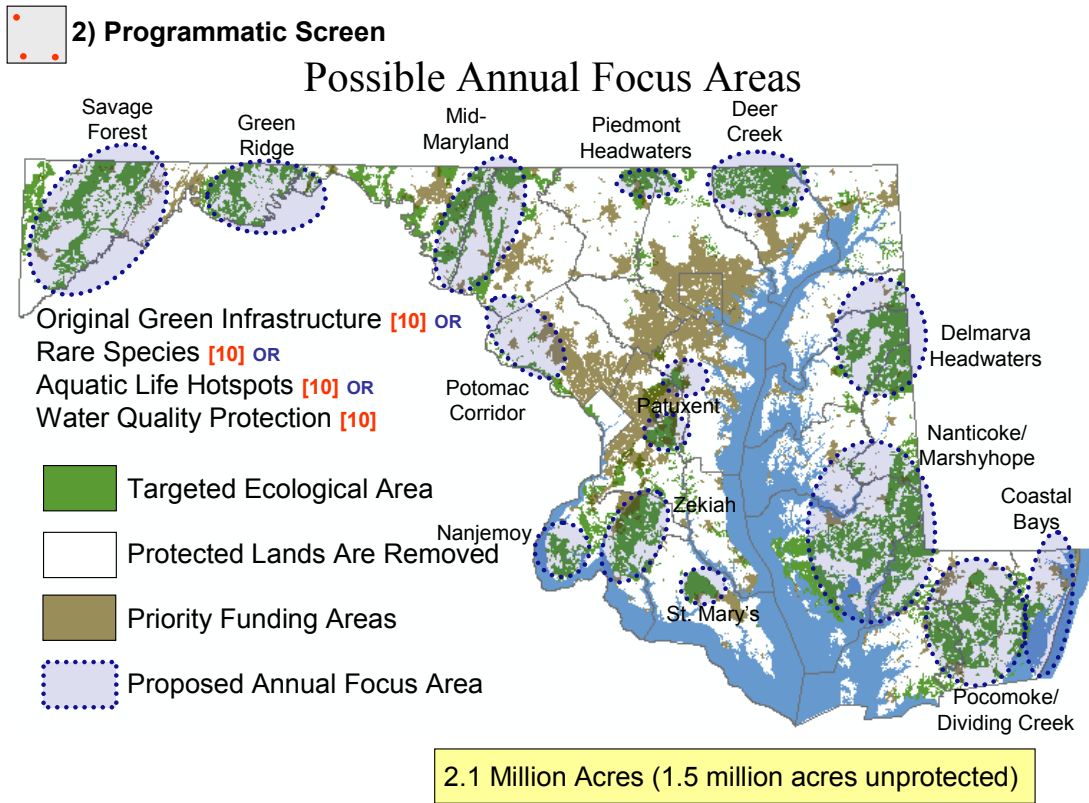 2) Programmatic Screen
Possible Annual Focus Areas
Savage
Forest
Green
Ridge
Mid-
Maryland
Piedmont
Headwaters
Deer
Creek
Original Green Infrastructure [10] OR
Rare Species [10] OR
Aquatic Life Hotspots [10] OR
Water Quality Protection [10]
Potomac
Corridor
Patuxent
Delmarva
Headwaters
Nanticoke/
Marshyhope
Coastal
Bays
Zekiah
Nanjemoy
St. Mary's
Pocomoke/
Dividing Creek
Targeted Ecological Area
Protected Lands Are Removed
Priority Funding Areas
Proposed Annual Focus Area
2.1 Million Acres (1.5 million acres unprotected)